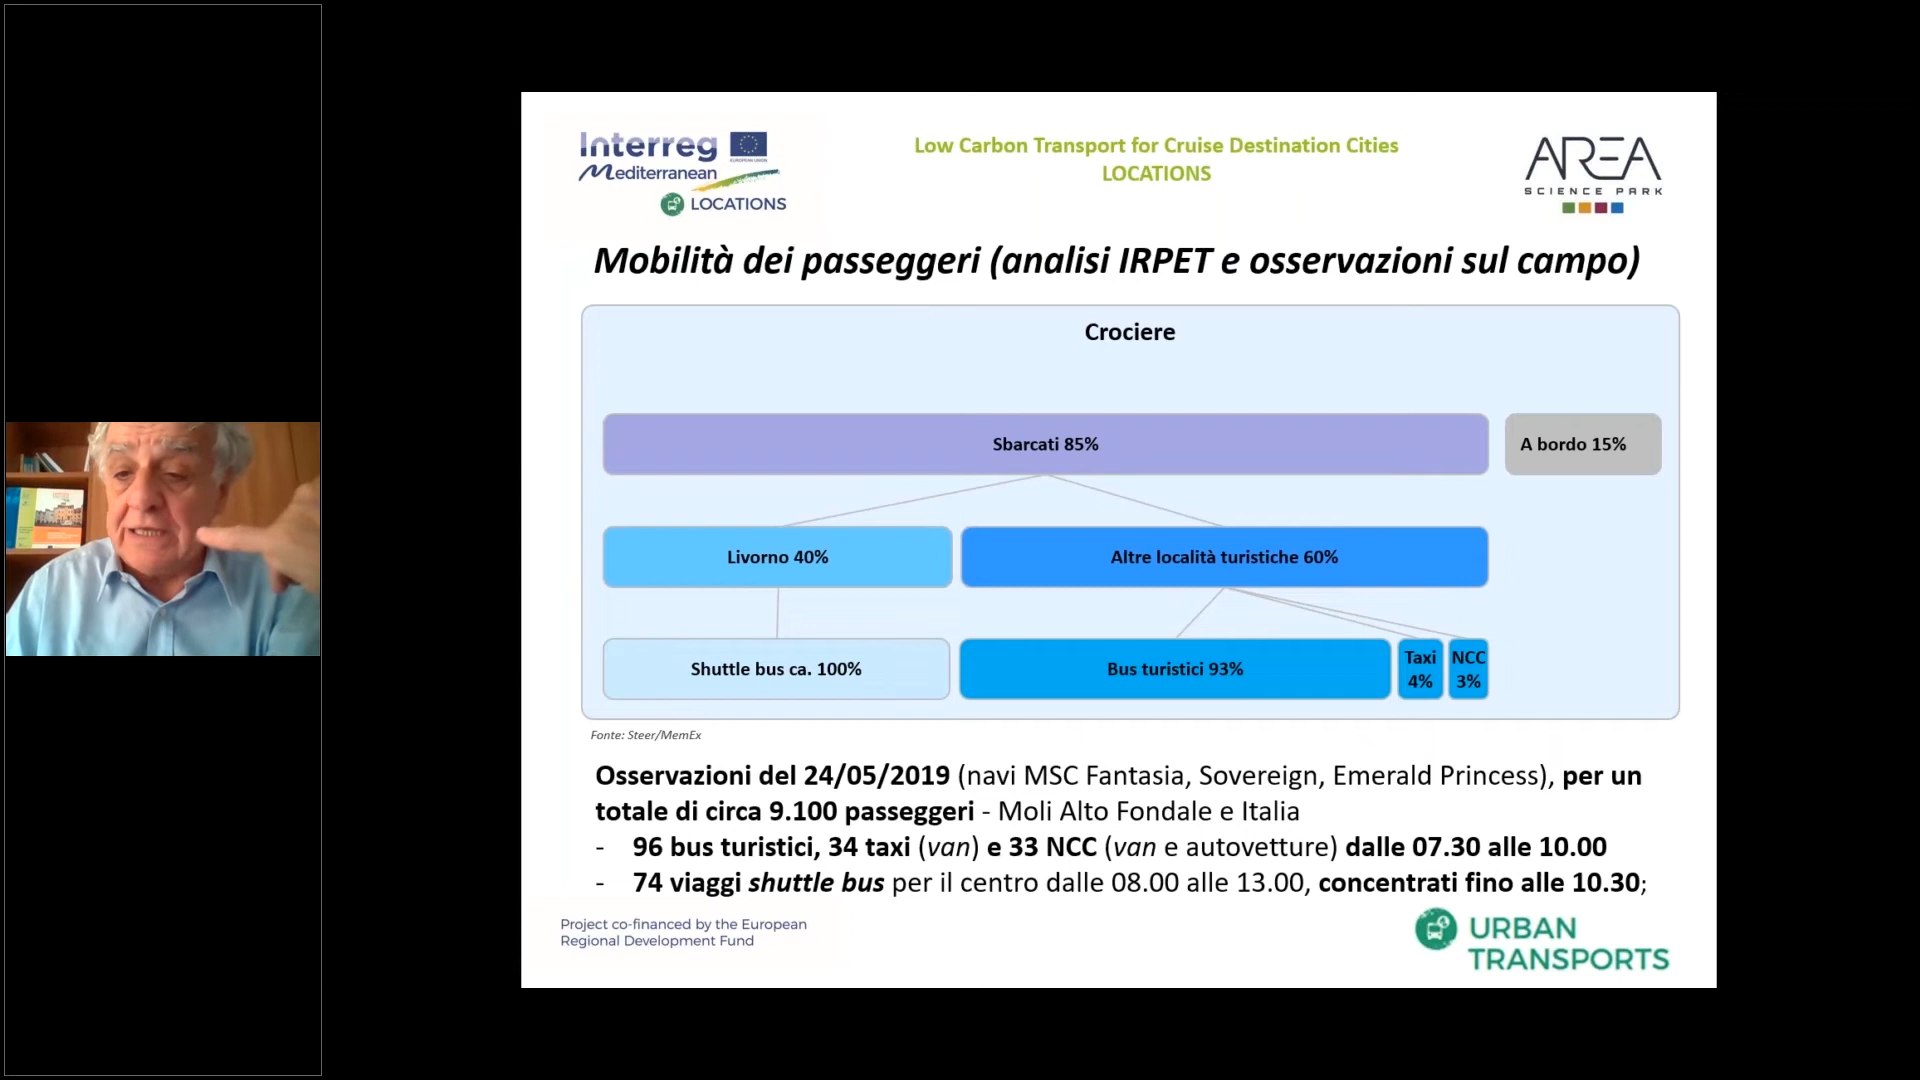 Interreg
EUROPEAN UNION
Mediterranean
LOCATIONS
Low Carbon Transport for Cruise Destination Cities
LOCATIONS
AREA
SCIENCE PARK
Mobilità dei passeggeri (analisi IRPET e osservazioni sul campo)
Crociere
Sbarcati 85%
A bordo 15%
Livorno 40%
Altre località turistiche 60%
Shuttle bus ca. 100%
Bus turistici 93%
Taxi
4%
NCC
3%
Fonte: Steer/MemEx
Osservazioni del 24/05/2019 (navi MSC Fantasia, Sovereign, Emerald Princess), per un
totale di circa 9.100 passeggeri - Moli Alto Fondale e Italia
- 96 bus turistici, 34 taxi (van) e 33 NCC (van e autovetture) dalle 07.30 alle 10.00
- 74 viaggi shuttle bus per il centro dalle 08.00 alle 13.00, concentrati fino alle 10.30;
Project co-financed by the European
Regional Development Fund
URBAN
TRANSPORTS